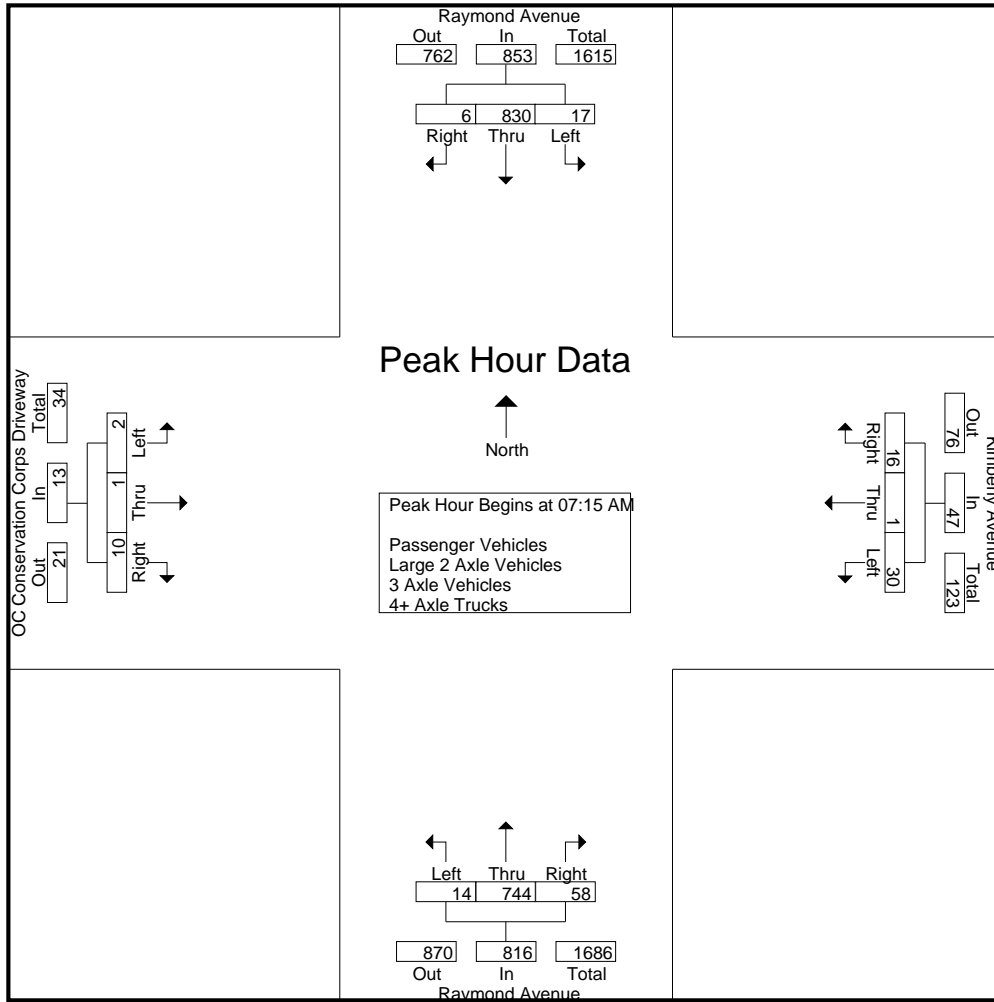 Raymond Avenue
Out In Total
762 853 1615
6 830 17
Right Thru Left
Peak Hour Data
North
Peak Hour Begins at 07:15 AM
Passenger Vehicles
Large 2 Axle Vehicles
3 Axle Vehicles
4+ Axle Trucks
OC Conservation Corps Driveway
Out In Total
21 13 34
10 1 2
Right Thru Left
Kimberly Avenue
Out In Total
76 47 123
16 1 30
Right Thru Left
Left Thru Right
14 744 58
870 816 1686
Out In Total
Raymond Avenue